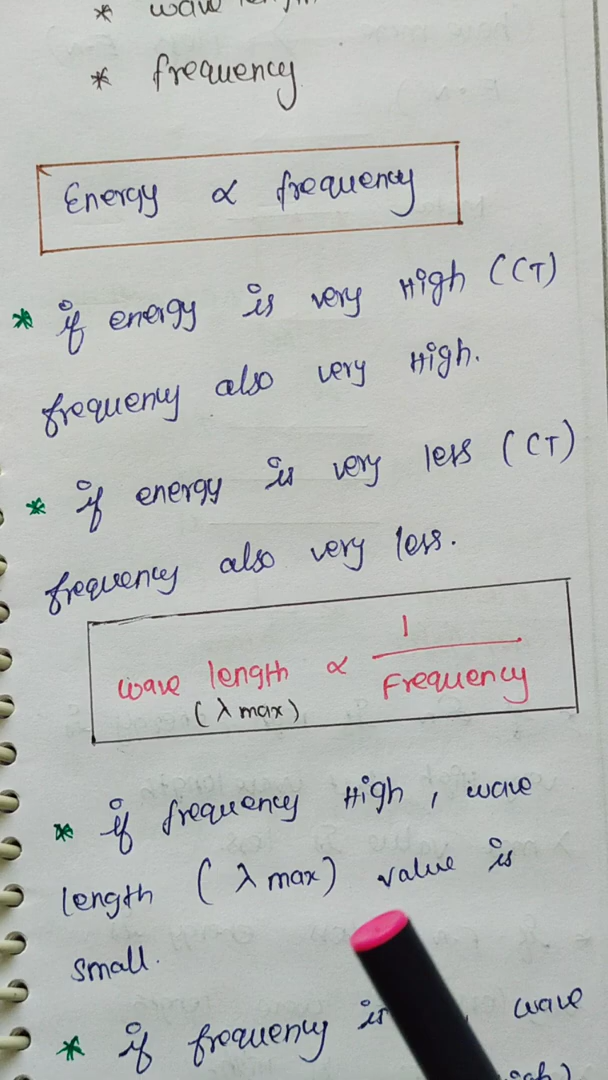 * wave length
* frequency
Energy ∝ frequency
* if energy is very High (CT)
frequency also very High.
* if energy is very less (CT)
frequency also very less.
wave length ∝ 1
Frequency
(λ max)
* if frequency High, wave
length (λ max) value is
small.
* if frequency is , wave